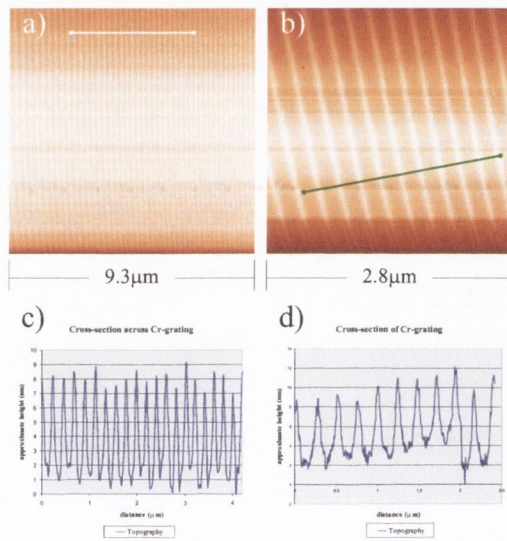 a)
b)
9.3μm
2.8μm
c)
Cross-section across Cr-grating
approximate height (nm)
10
9
8
7
6
5
4
3
2
1
0
0
1
2
3
4
distance (μm)
Topography
d)
Cross-section of Cr-grating
approximate height (nm)
distance (μm)
Topography